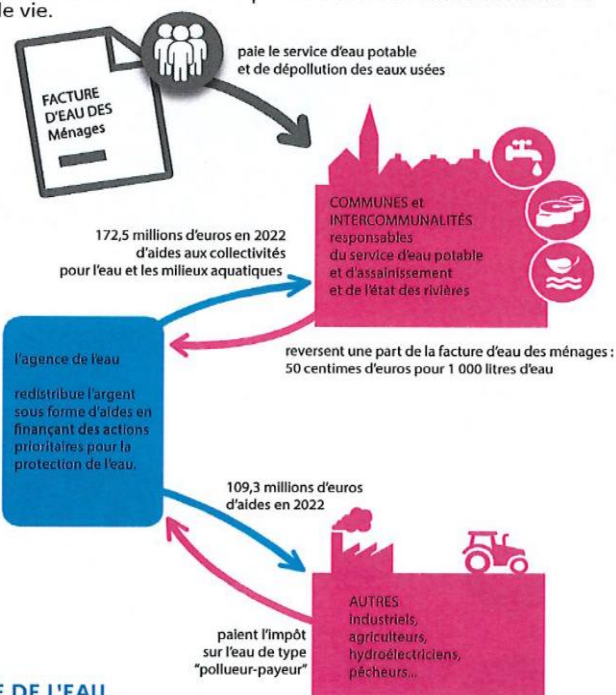 le vie.
paie le service d'eau potable
et de dépollution des eaux usées
FACTURE
D'EAU DES
Ménages
COMMUNES et
INTERCOMMUNALITÉS
responsables
du service d'eau potable
et d'assainissement
et de l'état des rivières
172,5 millions d'euros en 2022
d'aides aux collectivités
pour l'eau et les milieux aquatiques
reversent une part de la facture d'eau des ménages :
50 centimes d'euros pour 1 000 litres d'eau
l'agence de l'eau
redistribue l'argent
sous forme d'aides en
finançant des actions
prioritaires pour la
protection de l'eau.
109,3 millions d'euros
d'aides en 2022
AUTRES
industriels,
agriculteurs,
hydroélectriciens,
pêcheurs...
paient l'impôt
sur l'eau de type
"pollueur-payeur"
E DE L'EAU